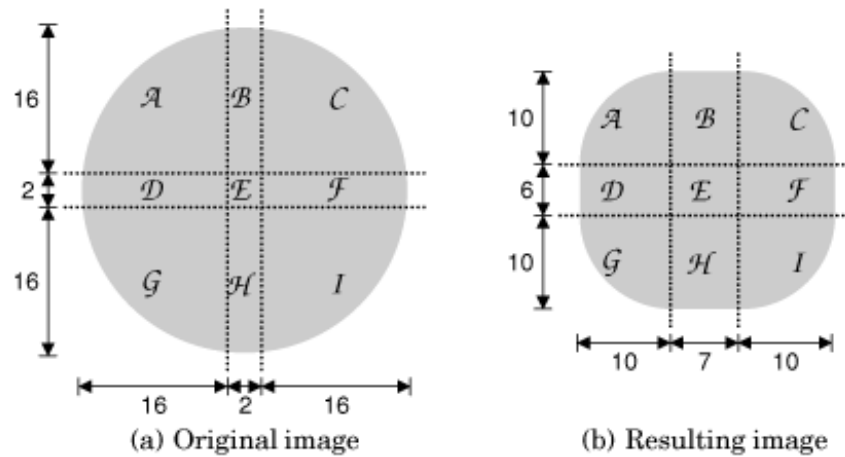 16
A B C
10
A B C
2
D E F
6
D E F
16
G H I
10
G H I
16 2 16
10 7 10
(a) Original image
(b) Resulting image